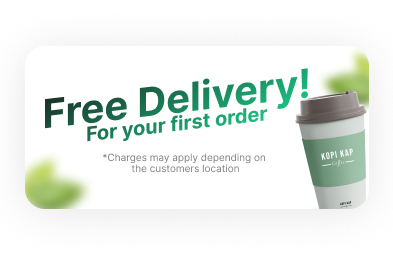 Free Delivery!
For your first order
*Charges may apply depending on
the customers location
KOPI KAP